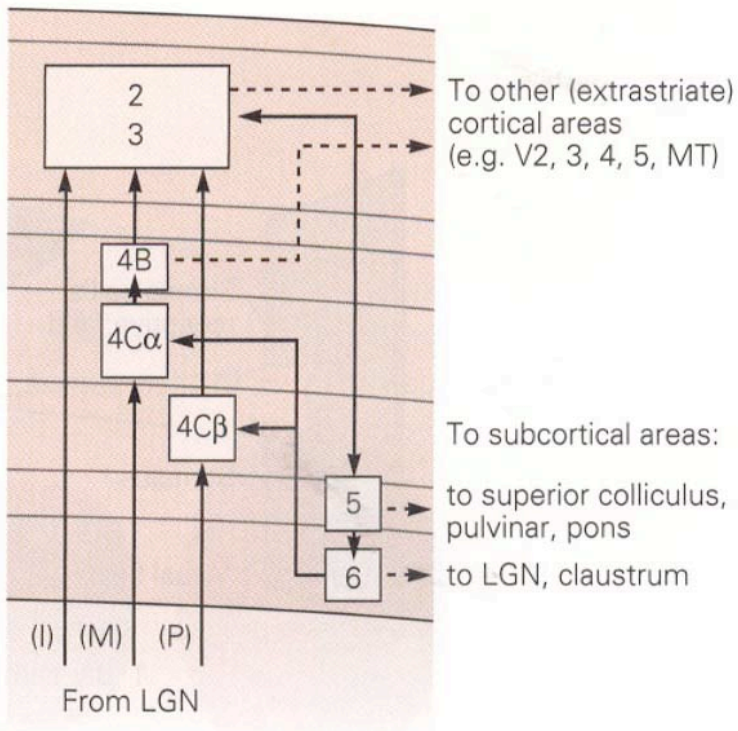 2
3
To other (extrastriate)
cortical areas
(e.g. V2, 3, 4, 5, MT)
4B
4Cα
4Cβ
To subcortical areas:
5
to superior colliculus,
pulvinar, pons
6
to LGN, claustrum
(I) (M) (P)
From LGN